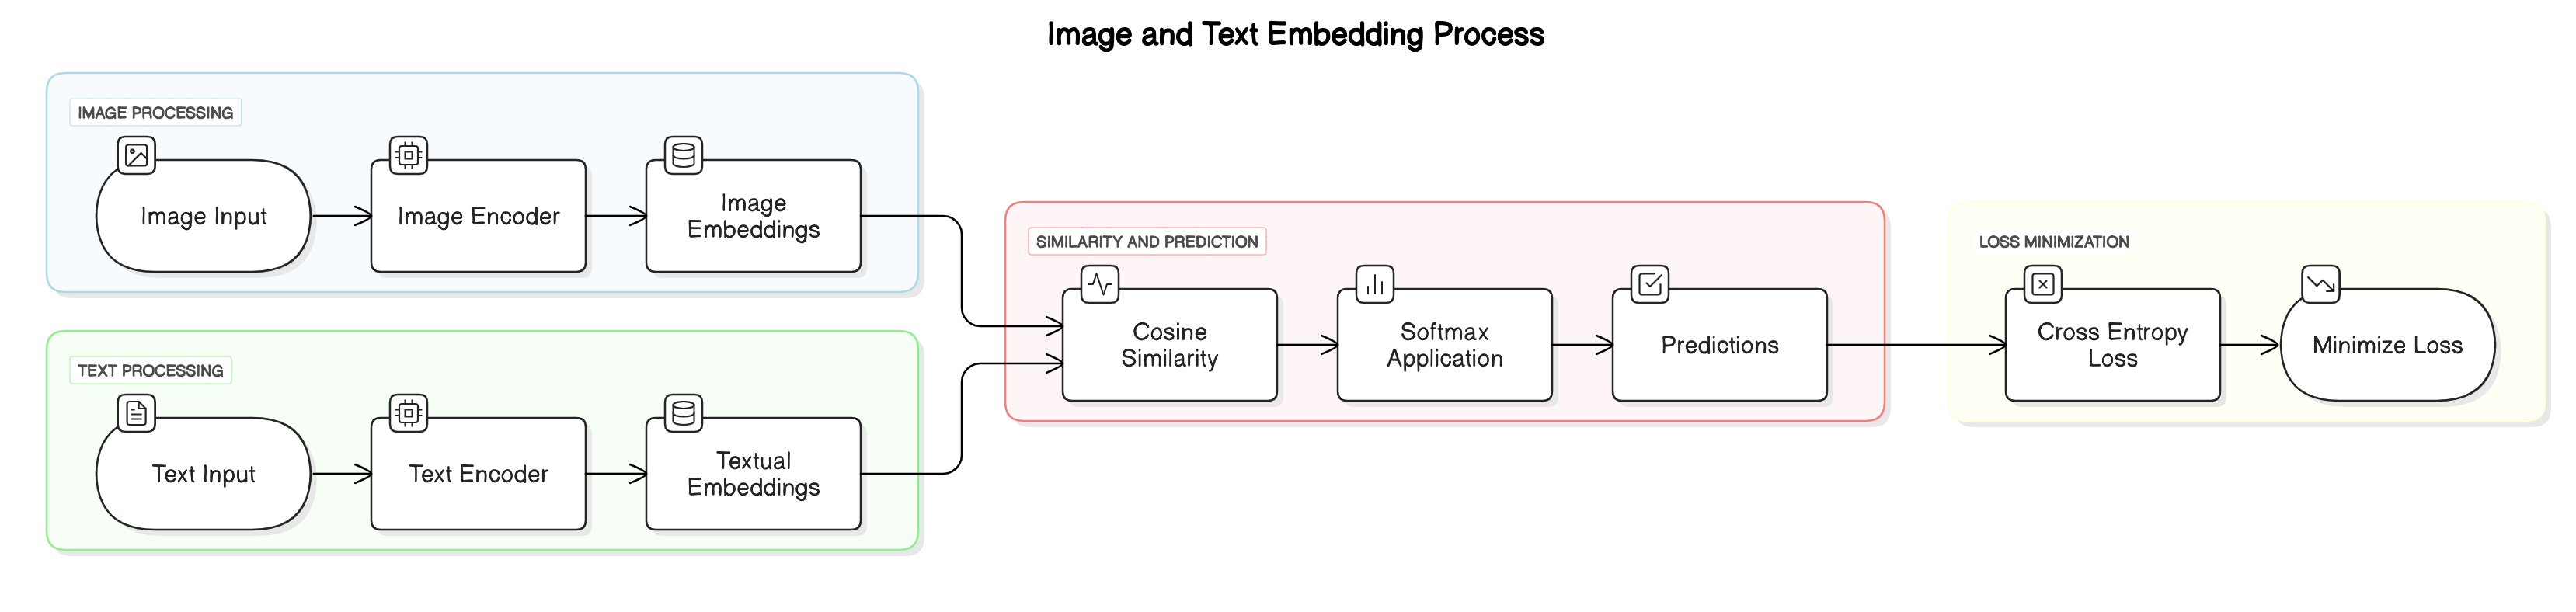 Image and Text Embedding Process
IMAGE PROCESSING
Image Input
Image Encoder
Image
Embeddings
TEXT PROCESSING
Text Input
Text Encoder
Textual
Embeddings
SIMILARITY AND PREDICTION
Cosine
Similarity
Softmax
Application
Predictions
LOSS MINIMIZATION
Cross Entropy
Loss
Minimize Loss